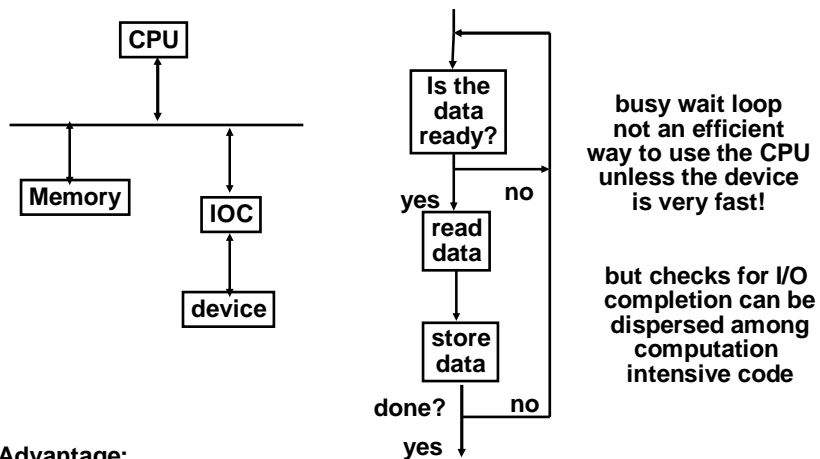 CPU
Memory
IOC
device
Is the
data
ready?
yes
no
read
data
store
data
done?
no
yes
busy wait loop
not an efficient
way to use the CPU
unless the device
is very fast!
but checks for I/O
completion can be
dispersed among
computation
intensive code
Advantage: